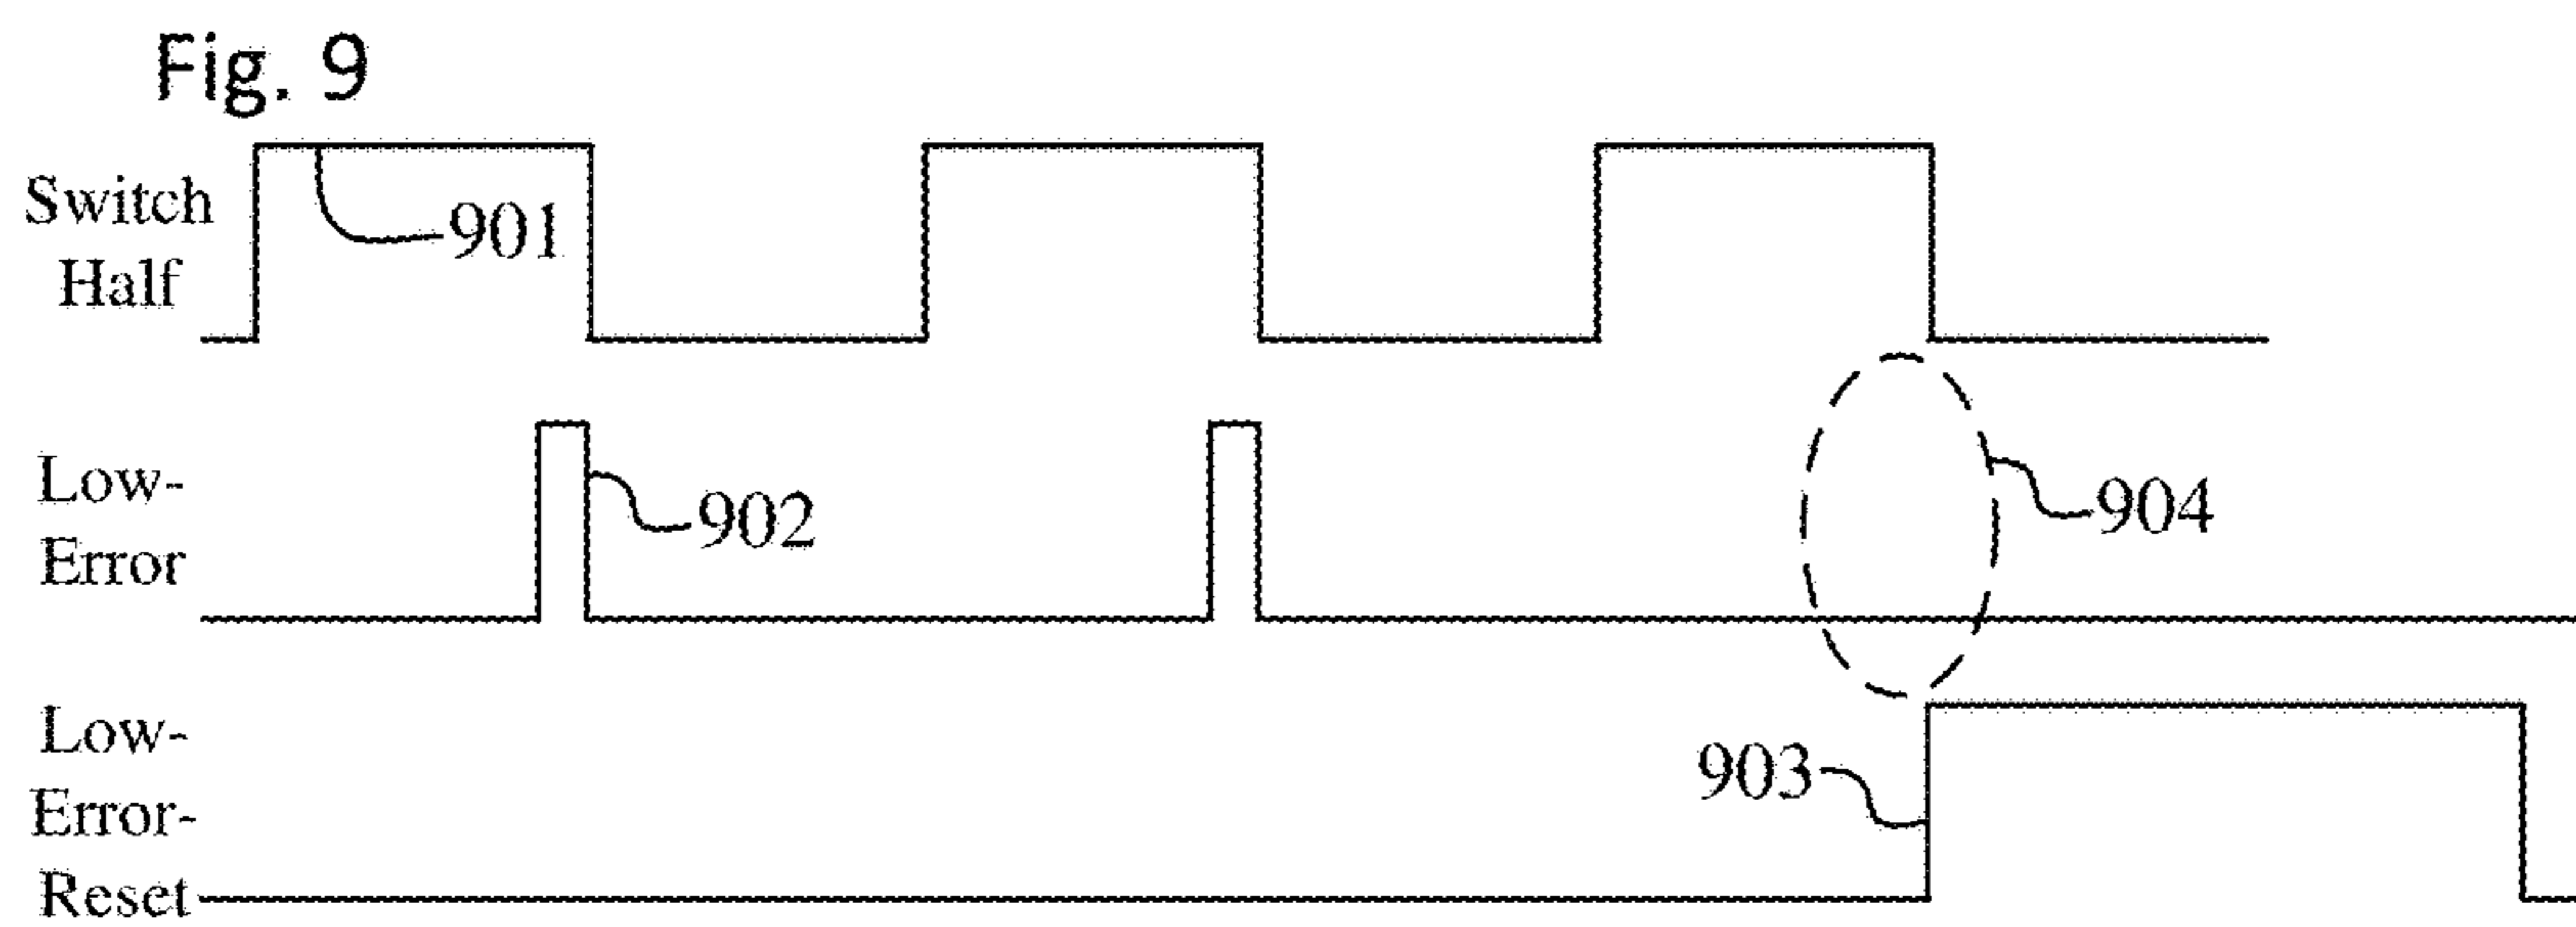 Fig. 9
Switch
Half
901
Low-
Error
902
904
Low-
Error-
Reset
903